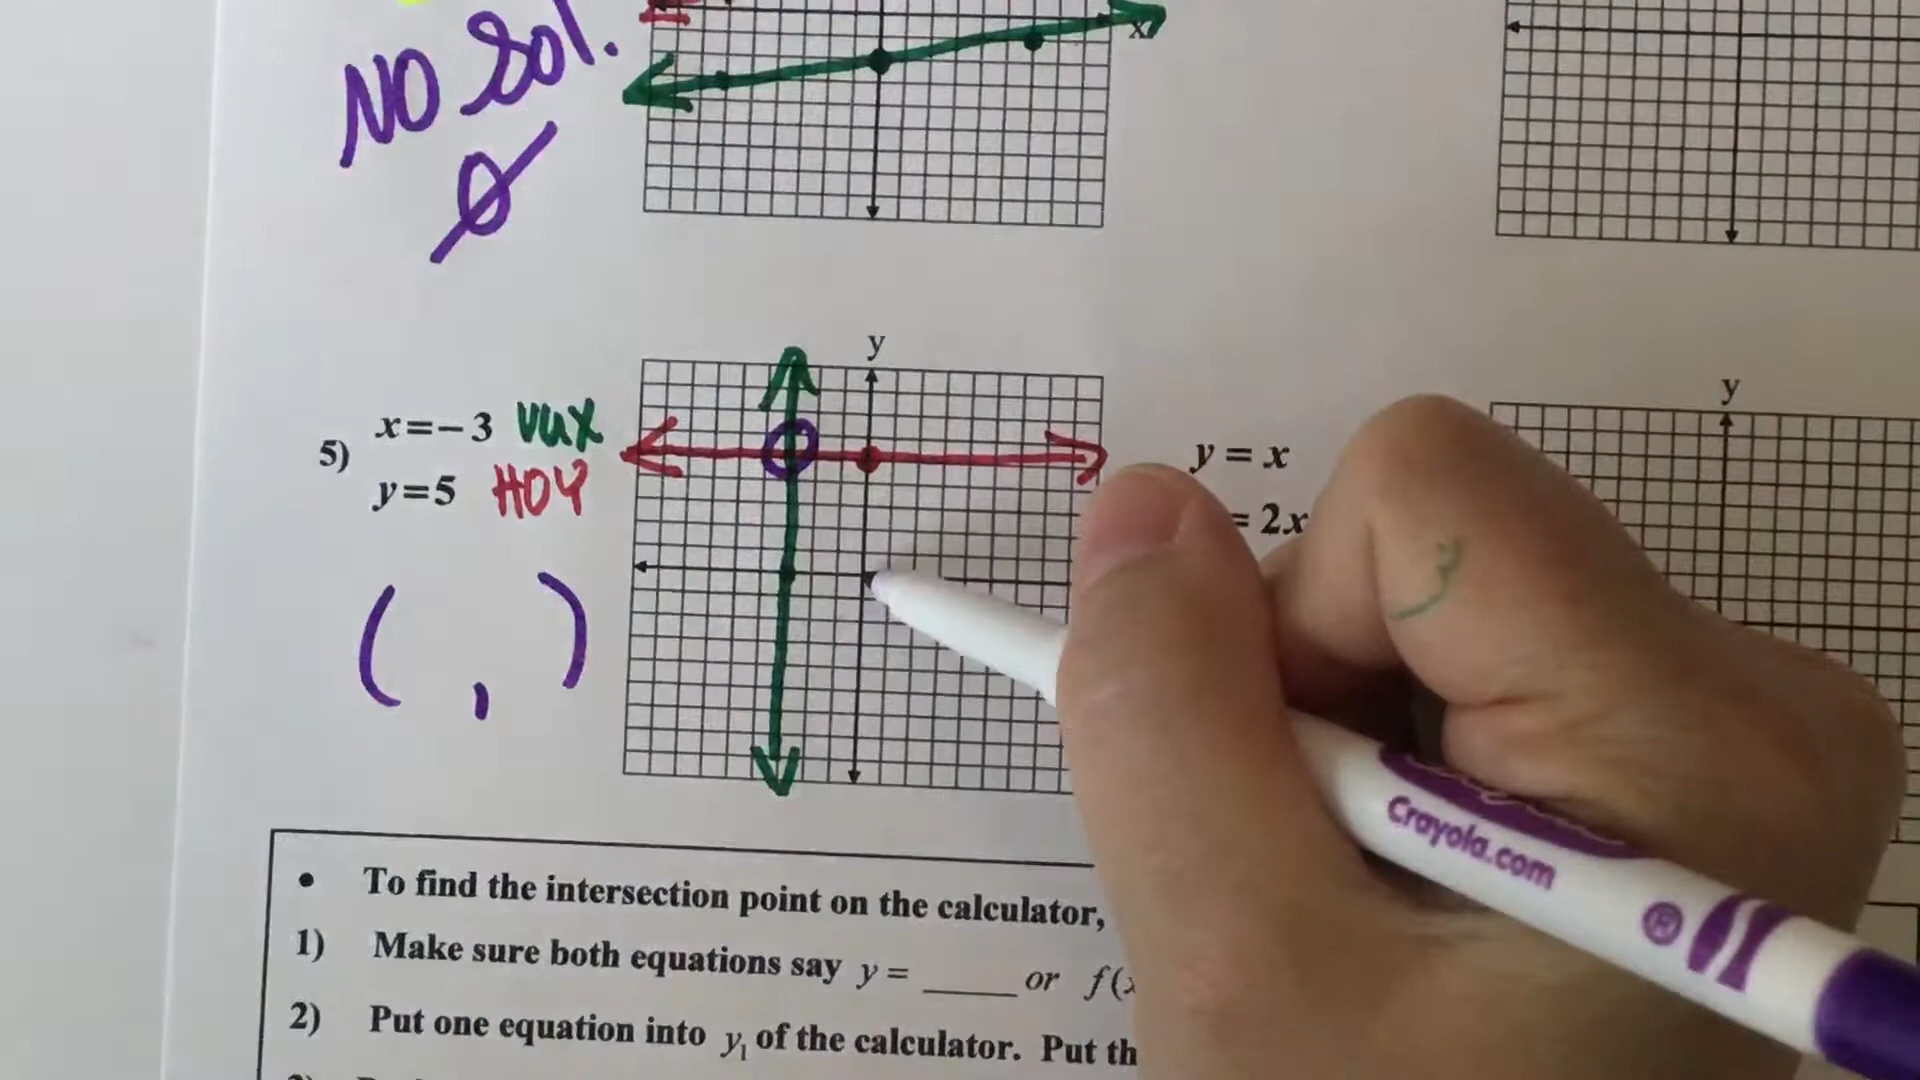 NO Sol.
Ø
x
y
5) x=-3 VUX
y=5 HOY
( , )
y = x
= 2x
y
Crayola.com ®
• To find the intersection point on the calculator,
1) Make sure both equations say y = _____ or f(x
2) Put one equation into y₁ of the calculator. Put th